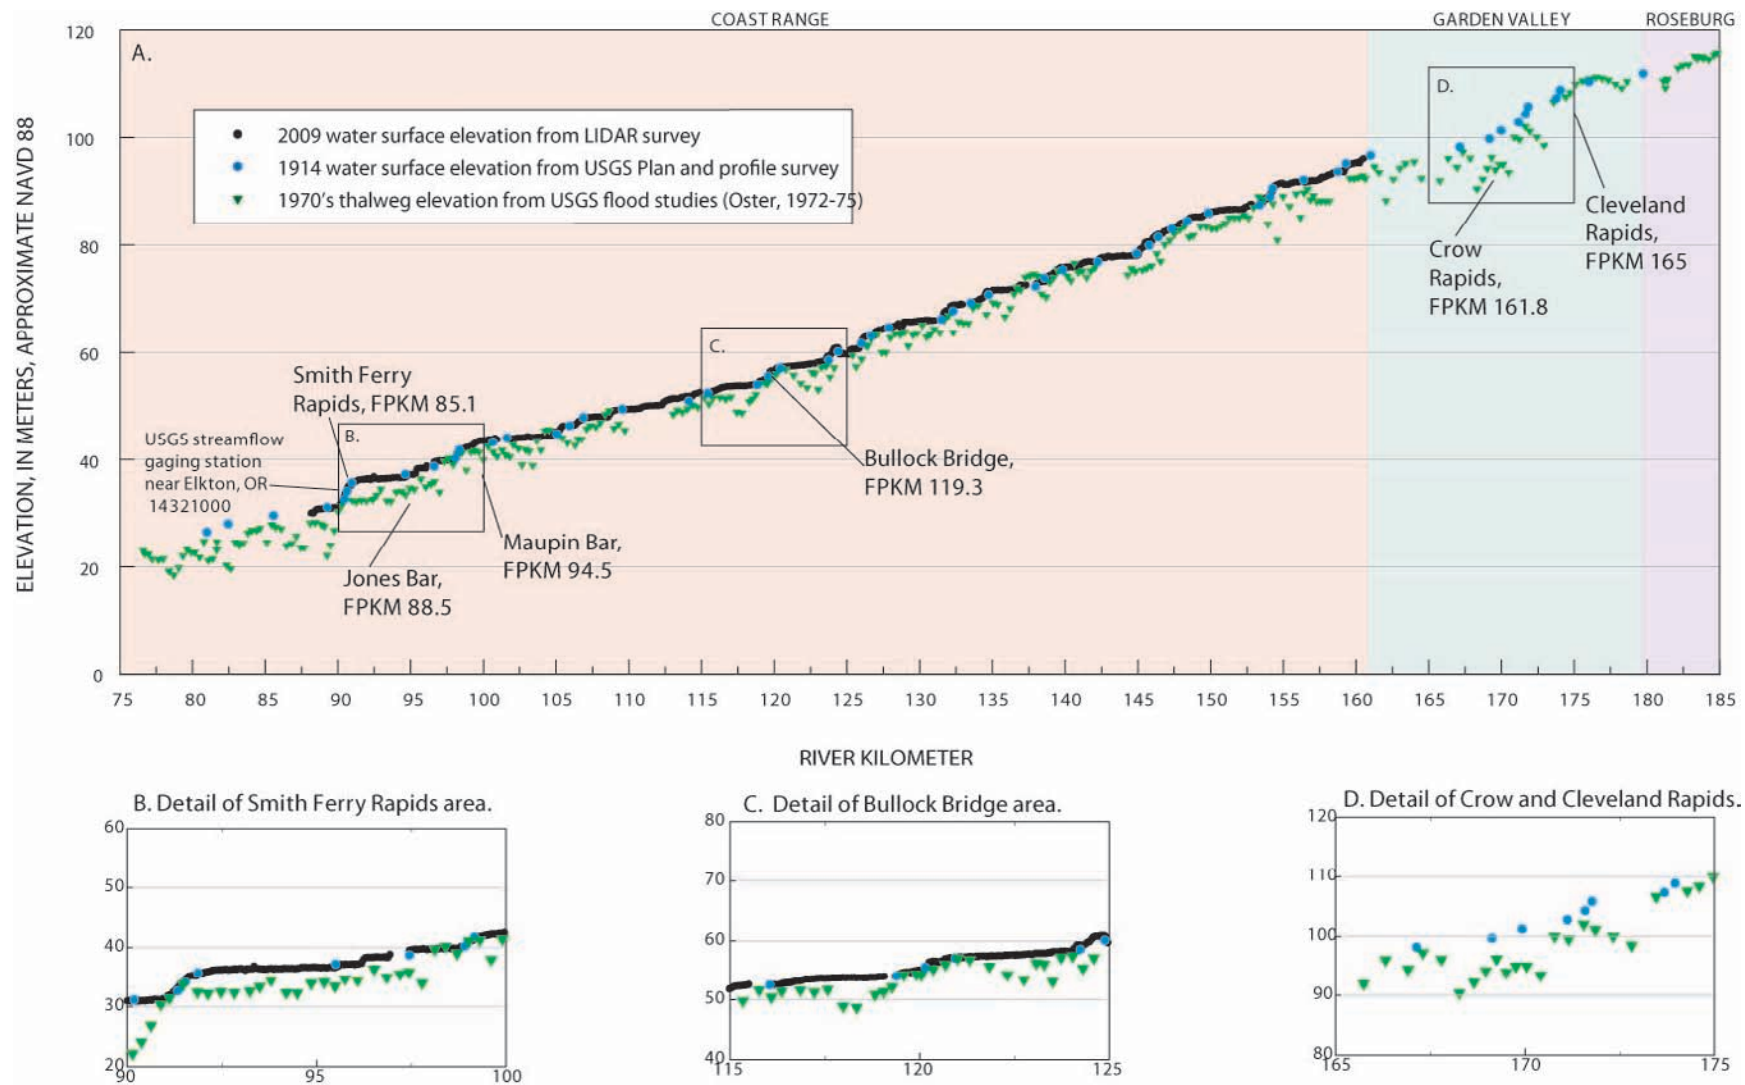 COAST RANGE
GARDEN VALLEY
ROSEBURG
A.
2009 water surface elevation from LIDAR survey
1914 water surface elevation from USGS Plan and profile survey
1970's thalweg elevation from USGS flood studies (Oster, 1972-75)
ELEVATION, IN METERS, APPROXIMATE NAVD 88
120
100
80
60
40
20
0
D.
Cleveland
Rapids,
FPKM 165
Crow
Rapids,
FPKM 161.8
C.
Bullock Bridge,
FPKM 119.3
Smith Ferry
Rapids, FPKM 85.1
B.
USGS streamflow
gaging station
near Elkton, OR
14321000
Maupin Bar,
FPKM 94.5
Jones Bar,
FPKM 88.5
75 80 85 90 95 100 105 110 115 120 125 130 135 140 145 150 155 160 165 170 175 180 185
RIVER KILOMETER
B. Detail of Smith Ferry Rapids area.
60
50
40
30
20
90 95 100
C. Detail of Bullock Bridge area.
80
70
60
50
40
115 120 125
D. Detail of Crow and Cleveland Rapids.
120
110
100
90
80
165 170 175